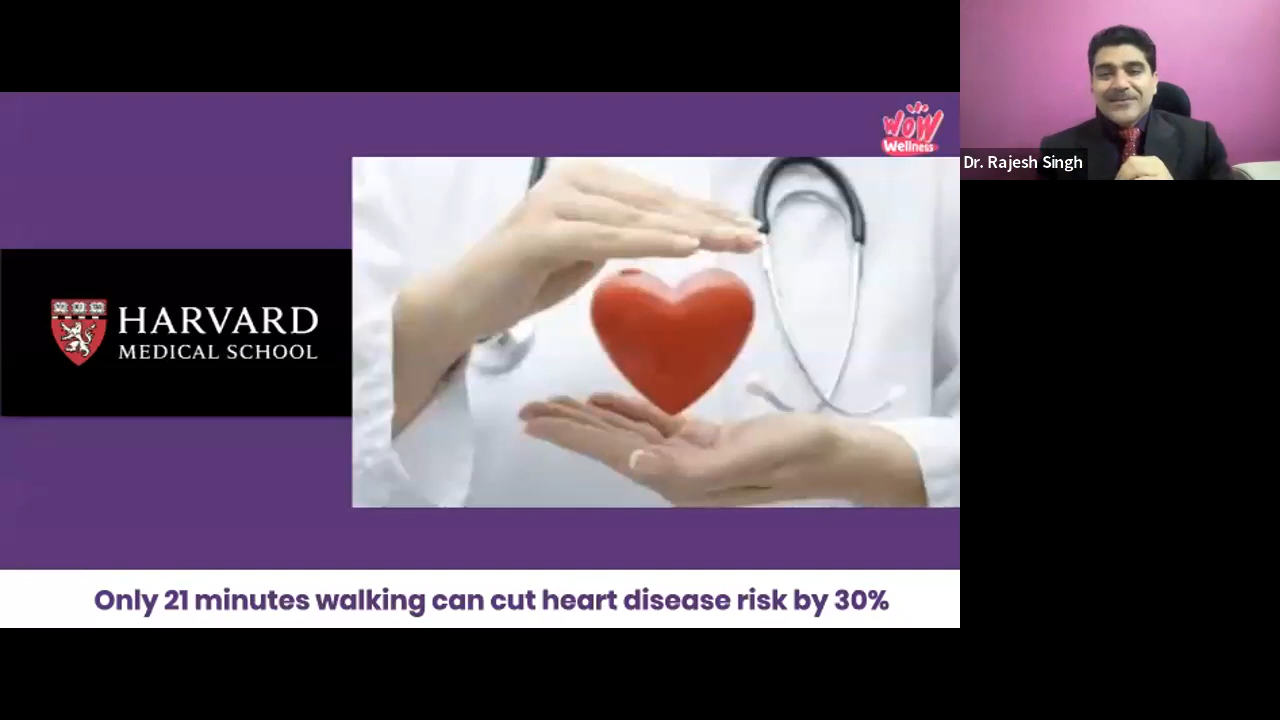 WOW
Wellness
Dr. Rajesh Singh
HARVARD
MEDICAL SCHOOL
Only 21 minutes walking can cut heart disease risk by 30%